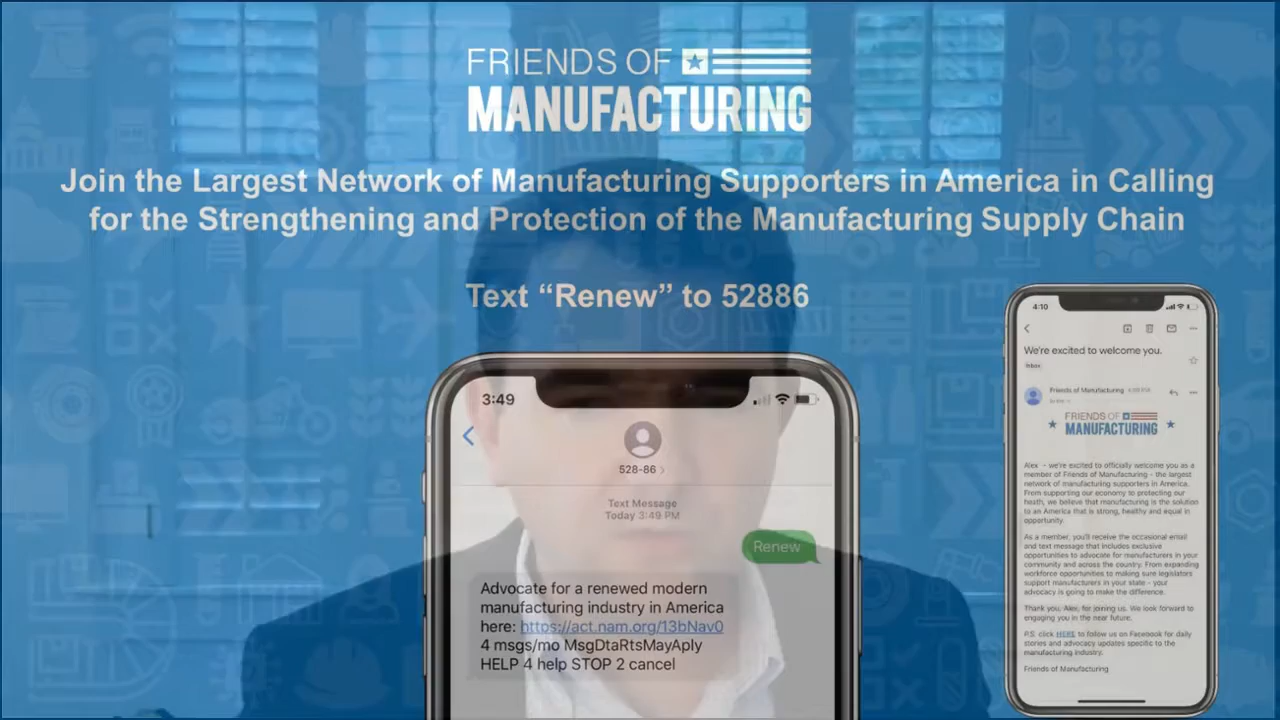 FRIENDS OF
MANUFACTURING
Join the Largest Network of Manufacturing Supporters in America in Calling
for the Strengthening and Protection of the Manufacturing Supply Chain
Text “Renew” to 52886
3:49
528-86 >
Text Message
Today 3:49 PM
Renew
Advocate for a renewed modern
manufacturing industry in America
here: https://act.nam.org/13bNav0
4 msgs/mo MsgDtaRtsMayAply
HELP 4 help STOP 2 cancel
4:10
We're excited to welcome you.
Inbox
Friends of Manufacturing 4:09 PM
to me
FRIENDS OF
MANUFACTURING
Alex - we're excited to officially welcome you as a
member of Friends of Manufacturing - the largest
network of manufacturing supporters in America.
From supporting our economy to protecting our
heath, we believe that manufacturing is the solution
to an America that is strong, healthy and equal in
opportunity.
As a member, you'll receive the occasional email
and text message that includes exclusive
opportunities to advocate for manufacturers in your
community and across the country. From expanding
workforce opportunities to making sure legislators
support manufacturers in your state - your
advocacy is going to make the difference.
Thank you, Alex, for joining us. We look forward to
engaging you in the near future.
P.S. click HERE to follow us on Facebook for daily
stories and advocacy updates specific to the
manufacturing industry.
Friends of Manufacturing